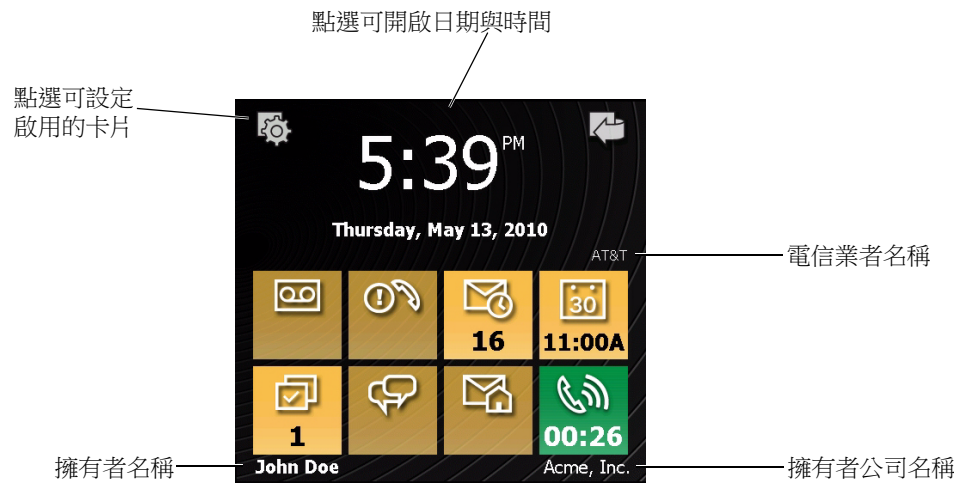 點選可開啟日期與時間
點選可設定
啟用的卡片
5:39 PM
Thursday, May 13, 2010
AT&T
電信業者名稱
30
16
11:00A
1
00:26
擁有者名稱
John Doe
Acme, Inc.
擁有者公司名稱